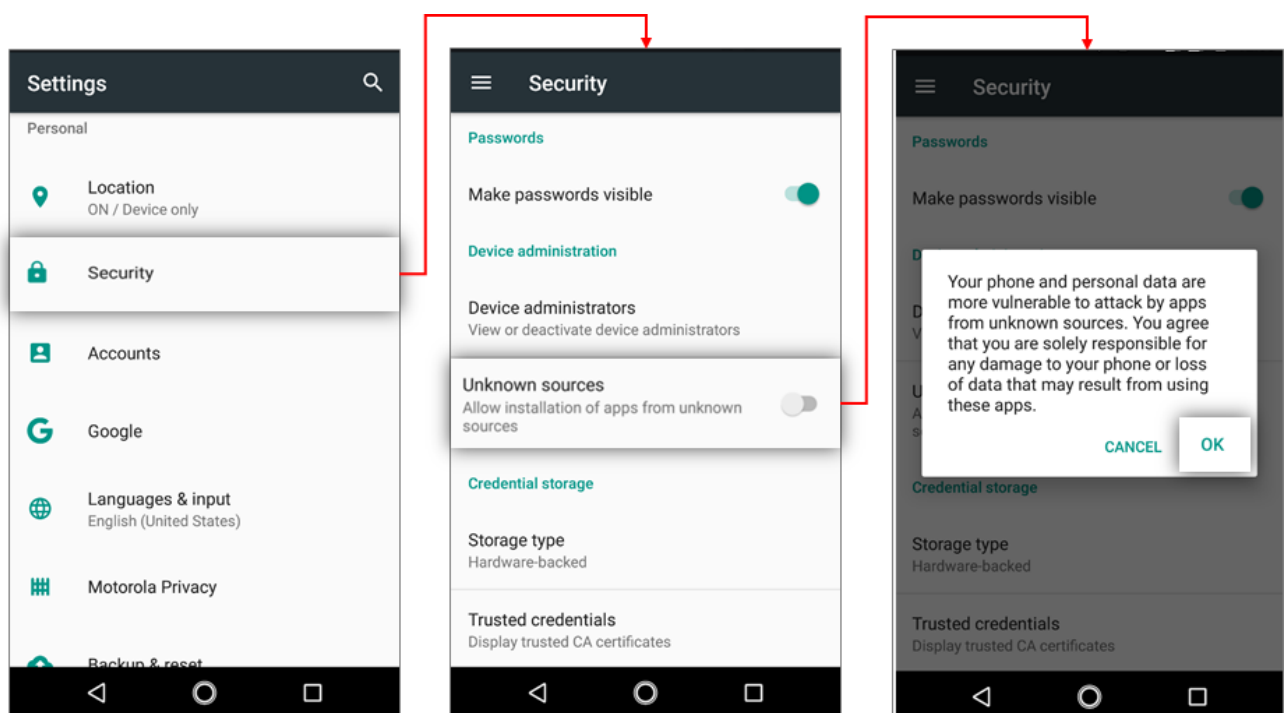 Settings
Personal
Location
ON / Device only
Security
Accounts
Google
Languages & input
English (United States)
Motorola Privacy
Backup & reset
Security
Passwords
Make passwords visible
Device administration
Device administrators
View or deactivate device administrators
Unknown sources
Allow installation of apps from unknown
sources
Credential storage
Storage type
Hardware-backed
Trusted credentials
Display trusted CA certificates
Security
Passwords
Make passwords visible
Your phone and personal data are
more vulnerable to attack by apps
from unknown sources. You agree
that you are solely responsible for
any damage to your phone or loss
of data that may result from using
these apps.
CANCEL OK
Credential storage
Storage type
Hardware-backed
Trusted credentials
Display trusted CA certificates